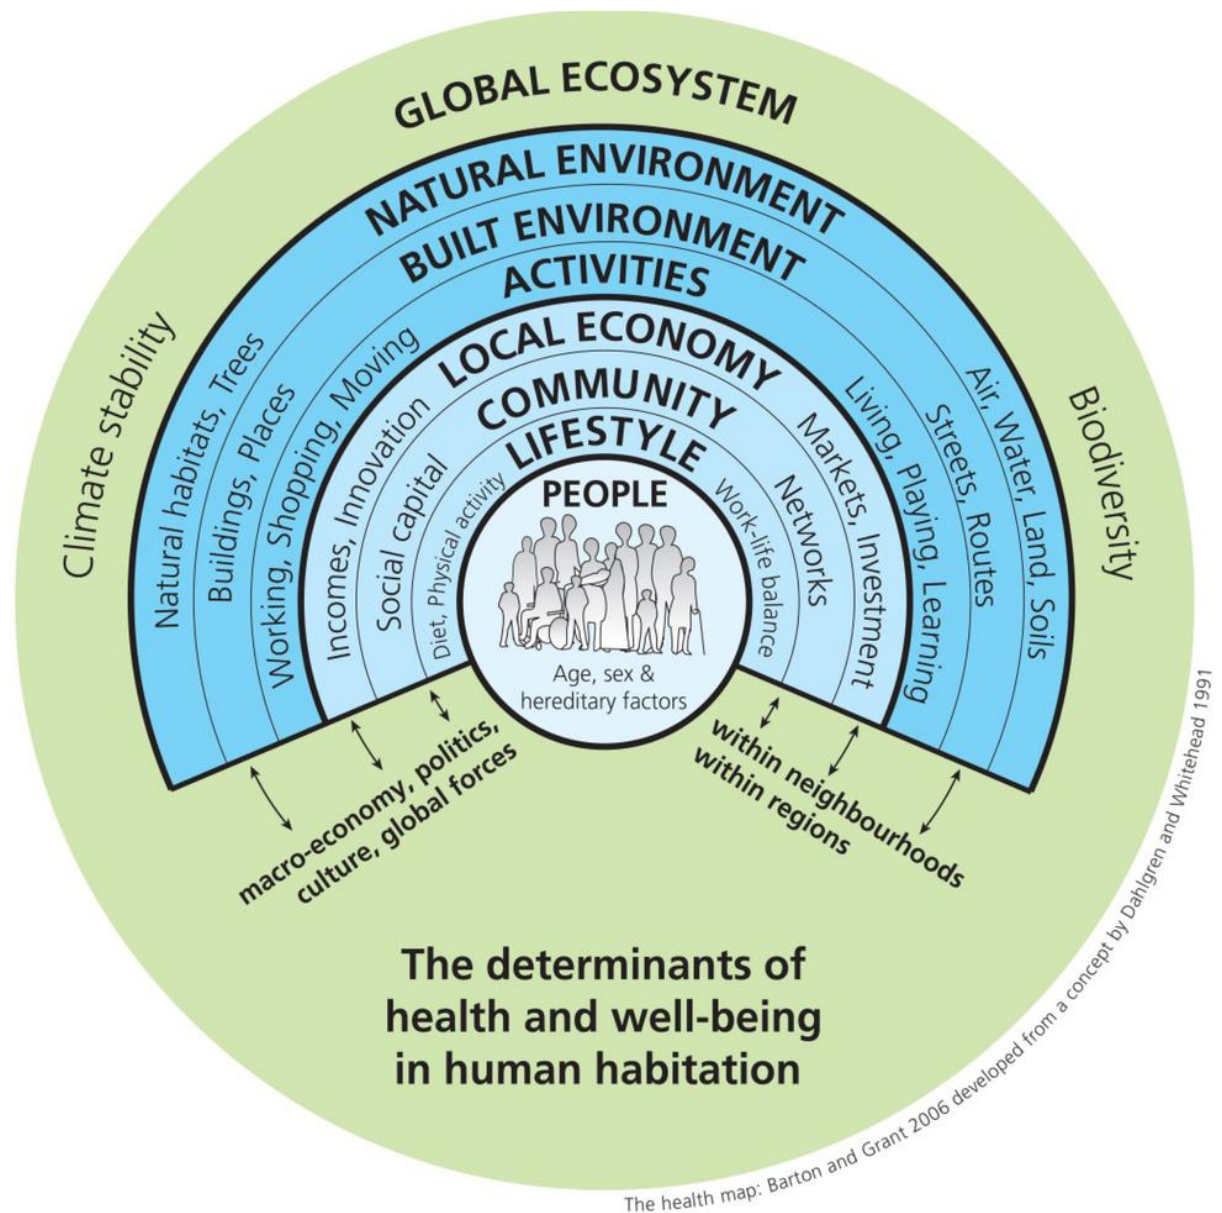 GLOBAL ECOSYSTEM
NATURAL ENVIRONMENT
BUILT ENVIRONMENT
ACTIVITIES
LOCAL ECONOMY
COMMUNITY
LIFESTYLE
PEOPLE
Age, sex &
hereditary factors
Climate stability
Natural habitats, Trees
Buildings, Places
Working, Shopping, Moving
Incomes, Innovation
Social capital
Diet, Physical activity
Work-life balance
Networks
Markets, Investment
Living, Playing, Learning
Streets, Routes
Air, Water, Land, Soils
Biodiversity
macro-economy, politics,
culture, global forces
within neighbourhoods
within regions
The determinants of
health and well-being
in human habitation
The health map: Barton and Grant 2006 developed from a concept by Dahlgren and Whitehead 1991